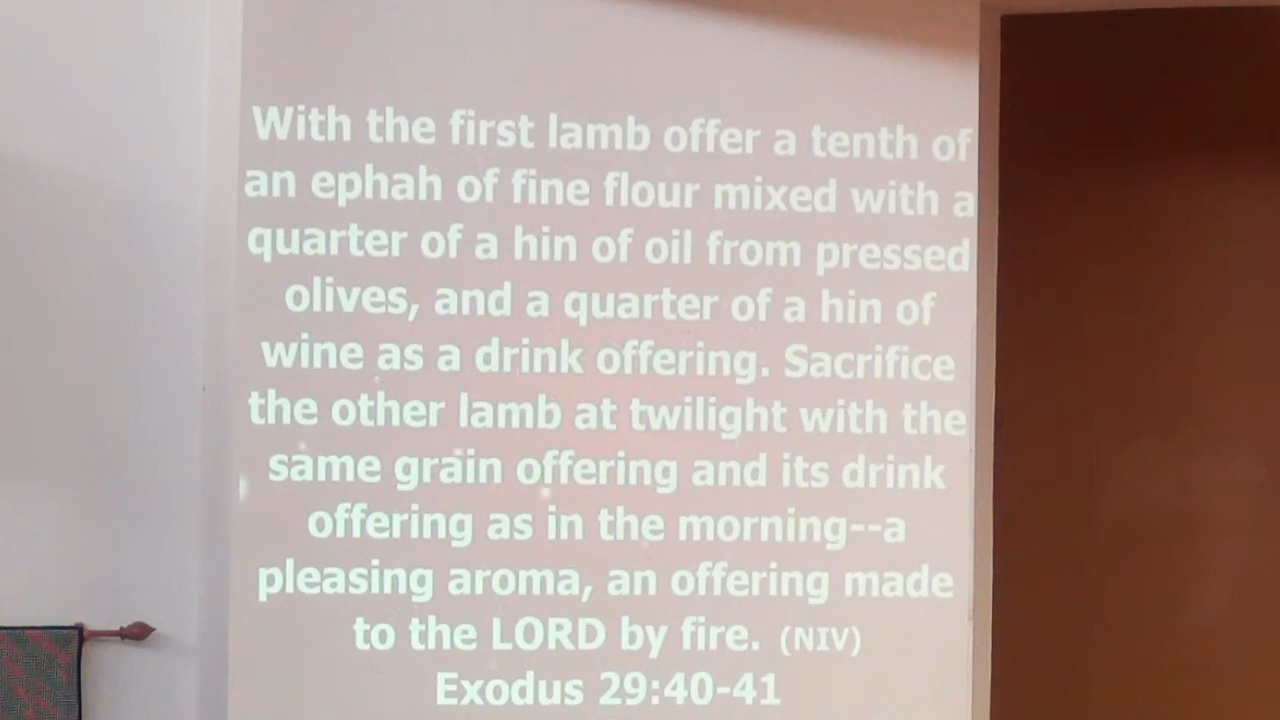 With the first lamb offer a tenth of
an ephah of fine flour mixed with a
quarter of a hin of oil from pressed
olives, and a quarter of a hin of
wine as a drink offering. Sacrifice
the other lamb at twilight with the
same grain offering and its drink
offering as in the morning--a
pleasing aroma, an offering made
to the LORD by fire. (NIV)
Exodus 29:40-41